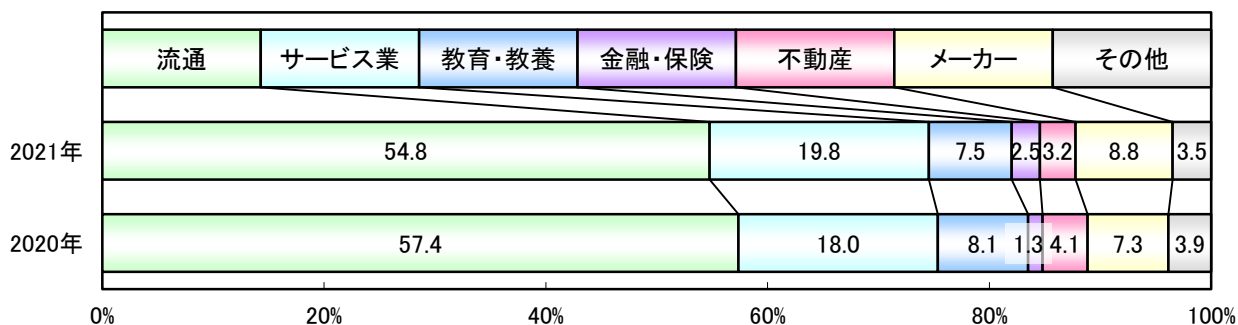 流通 サービス業 教育・教養 金融・保険 不動産 メーカー その他
2021年 54.8 19.8 7.5 2.5 3.2 8.8 3.5
2020年 57.4 18.0 8.1 1.3 4.1 7.3 3.9
0% 20% 40% 60% 80% 100%